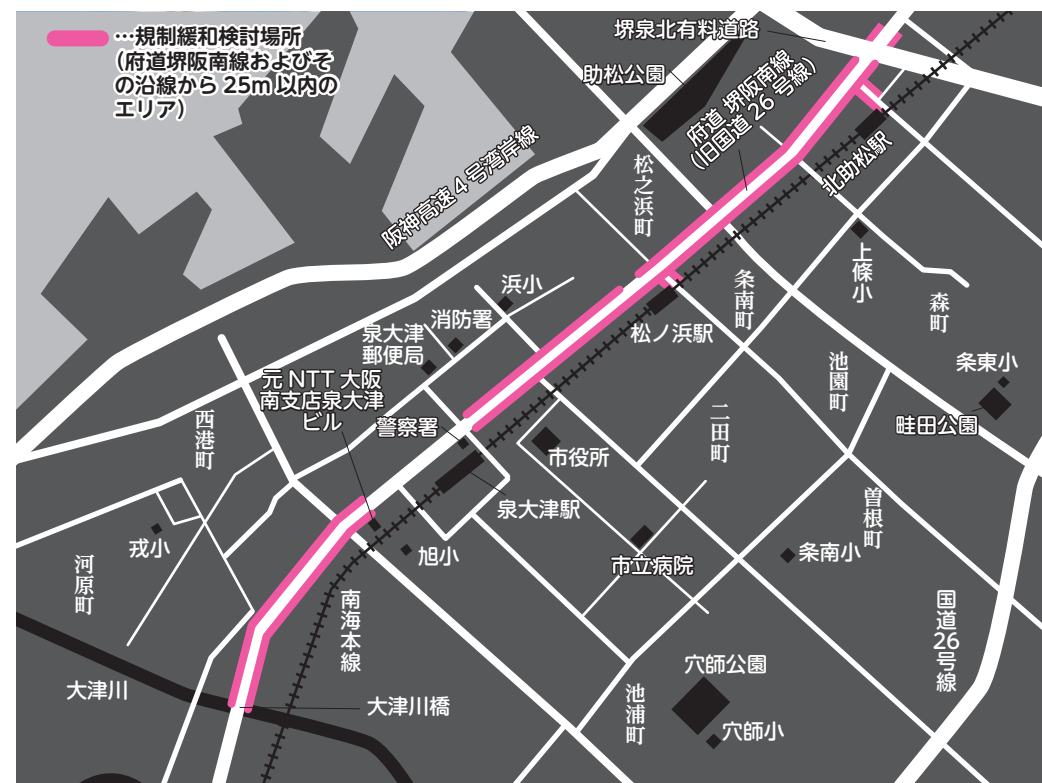 …規制緩和検討場所
（府道堺阪南線およびそ
の沿線から 25m 以内の
エリア）
堺泉北有料道路
助松公園
府道 堺阪南線
（旧国道 26 号線）
阪神高速 4 号湾岸線
松之浜町
北助松駅
上條小
森町
条南町
浜小
消防署
泉大津
郵便局
松ノ浜駅
元 NTT 大阪
南支店泉大津
ビル
警察署
池園町
条東小
畦田公園
西港町
二田町
市役所
泉大津駅
曽根町
戎小
旭小
条南小
市立病院
河原町
南海本線
国道26号線
大津川
大津川橋
穴師公園
池浦町
穴師小